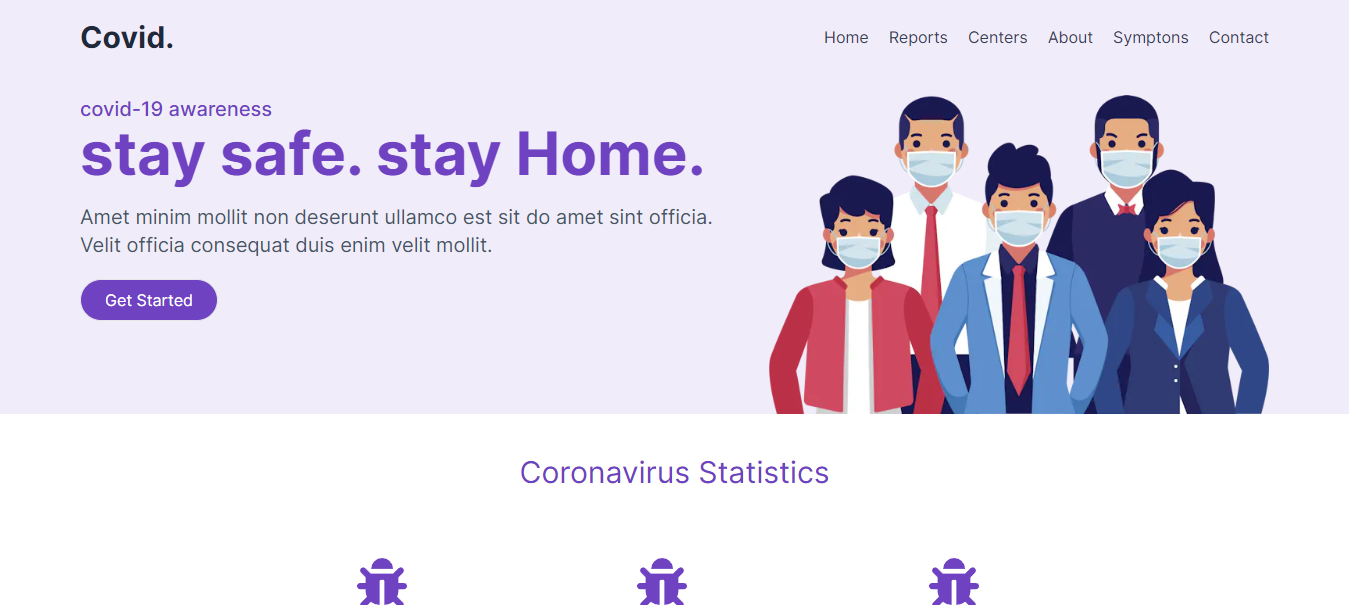 Covid.
Home Reports Centers About Symptons Contact
covid-19 awareness
stay safe. stay Home.
Amet minim mollit non deserunt ullamco est sit do amet sint officia.
Velit officia consequat duis enim velit mollit.
Get Started
Coronavirus Statistics